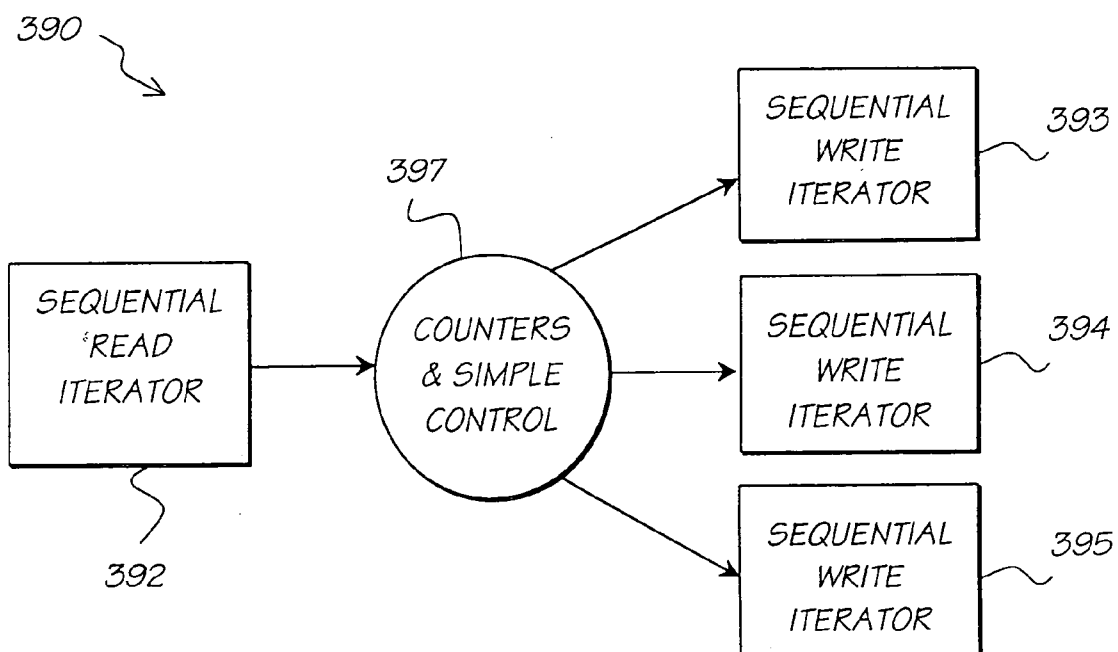 390
SEQUENTIAL
READ
ITERATOR
392
397
COUNTERS
& SIMPLE
CONTROL
SEQUENTIAL
WRITE
ITERATOR
393
SEQUENTIAL
WRITE
ITERATOR
394
SEQUENTIAL
WRITE
ITERATOR
395